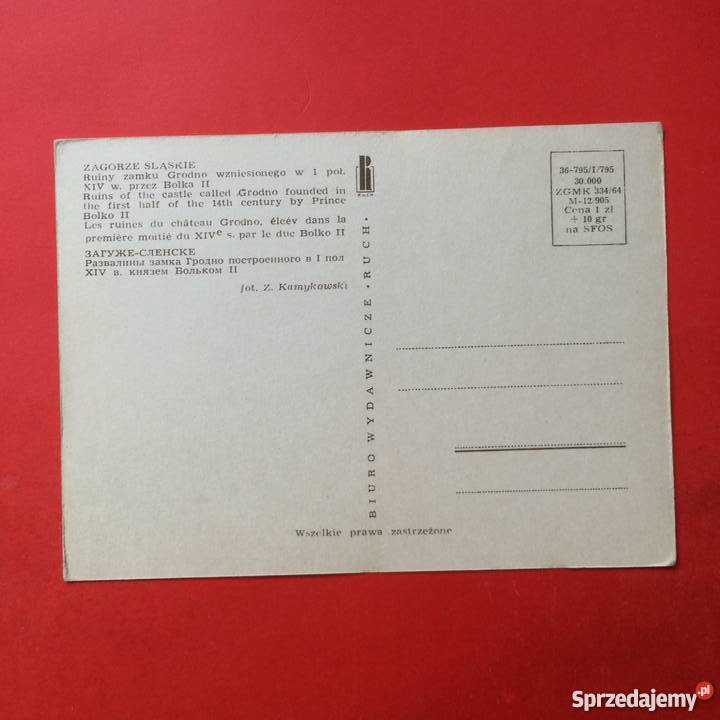 ZAGÓRZE ŚLĄSKIE
Ruiny zamku Grodno wzniesionego w 1 poł.
XIV w. przez Bolka II
Ruins of the castle called Grodno founded in
the first half of the 14th century by Prince
Bolko II
Les ruines du château Grodno, élcév dans la
première moitié du XIVe s. par le duc Bolko II
ЗАГУЖЕ-СЛЕНСКЕ
Развалины замка Гродно построенного в I пол
XIV в. князем Больком II
fot. Z. Kamykowski
RUCH
BIURO WYDAWNICZE · RUCH ·
36-795/I/795
30.000
ZGMK 334/64
M-12/905
Cena 1 zł
+ 10 gr
na SFOS
Wszelkie prawa zastrzeżone
Sprzedajemy.pl